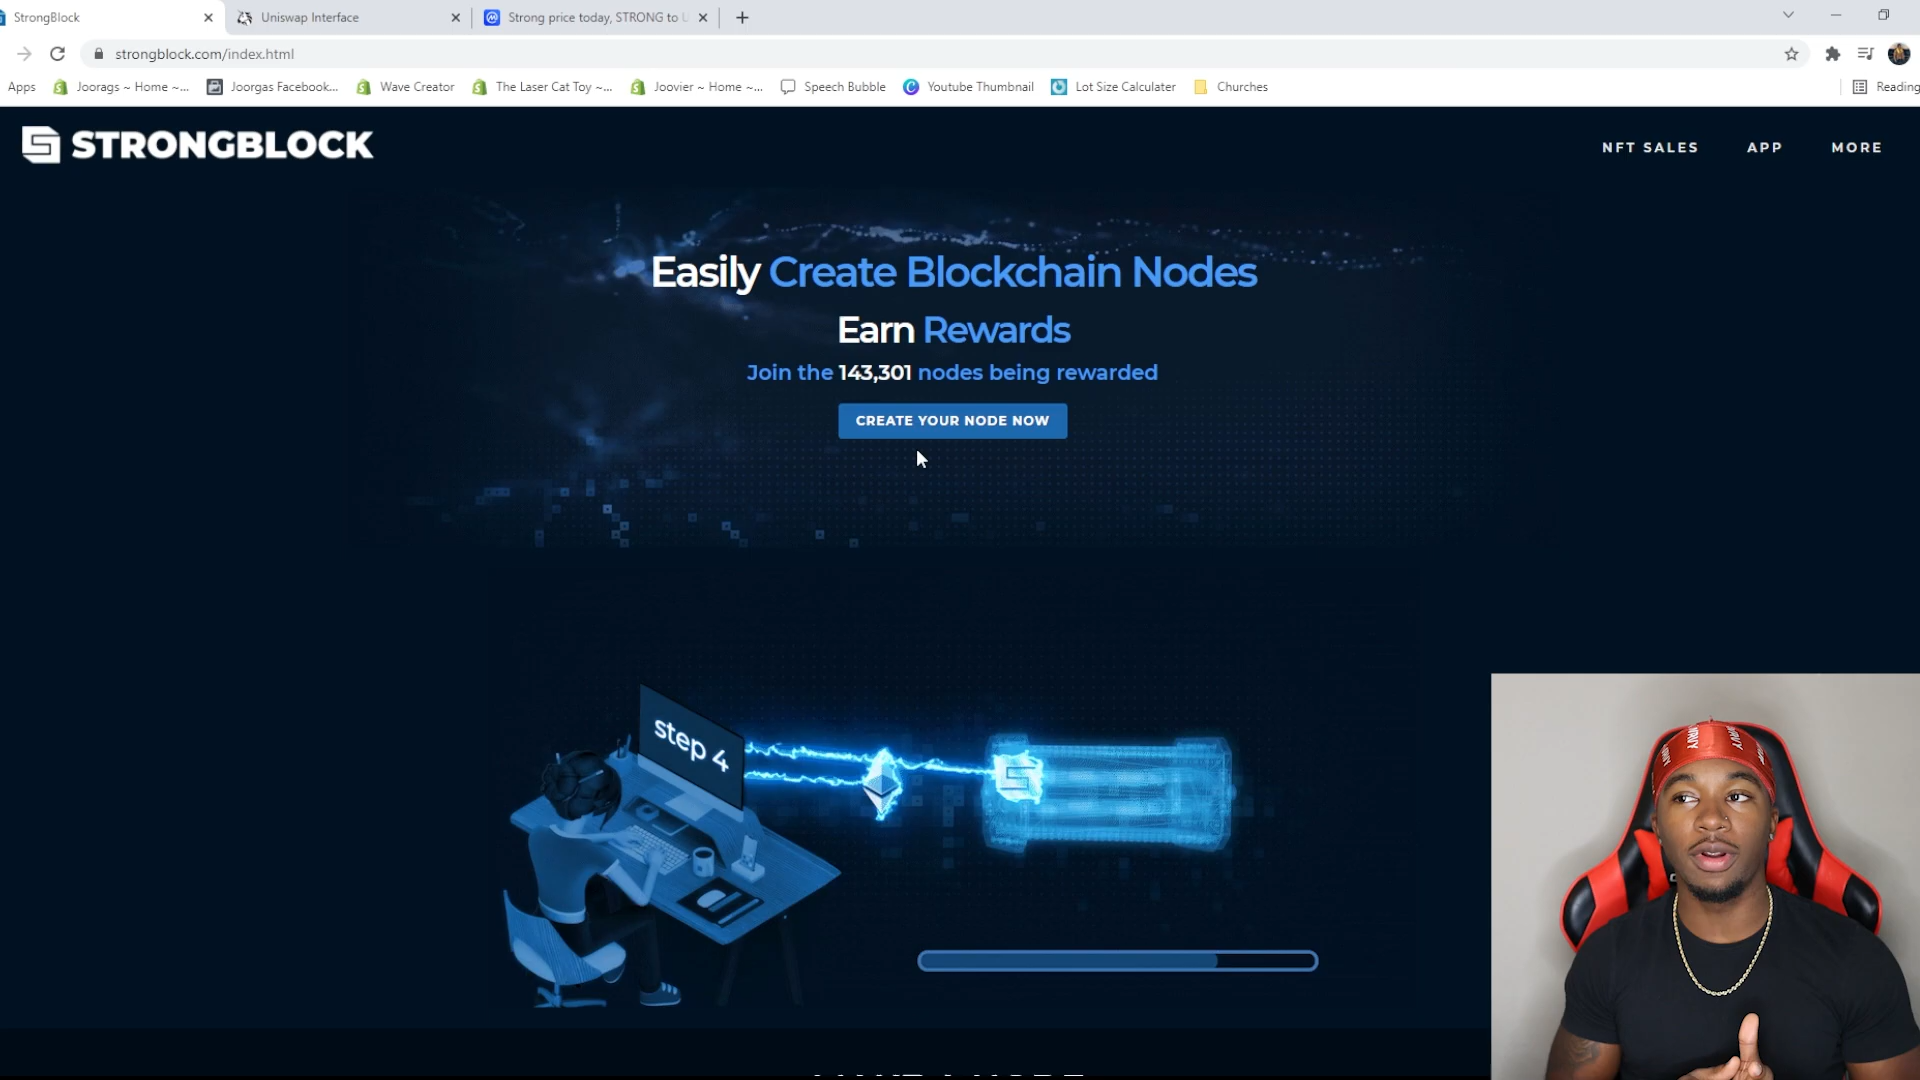 StrongBlock
Uniswap Interface
Strong price today, STRONG to U
strongblock.com/index.html
Apps
Joorags ~ Home ~...
Joorgas Facebook...
Wave Creator
The Laser Cat Toy ~...
Joovier ~ Home ~...
Speech Bubble
Youtube Thumbnail
Lot Size Calculater
Churches
Reading
STRONGBLOCK
NFT SALES
APP
MORE
Easily Create Blockchain Nodes
Earn Rewards
Join the 143,301 nodes being rewarded
CREATE YOUR NODE NOW
step 4